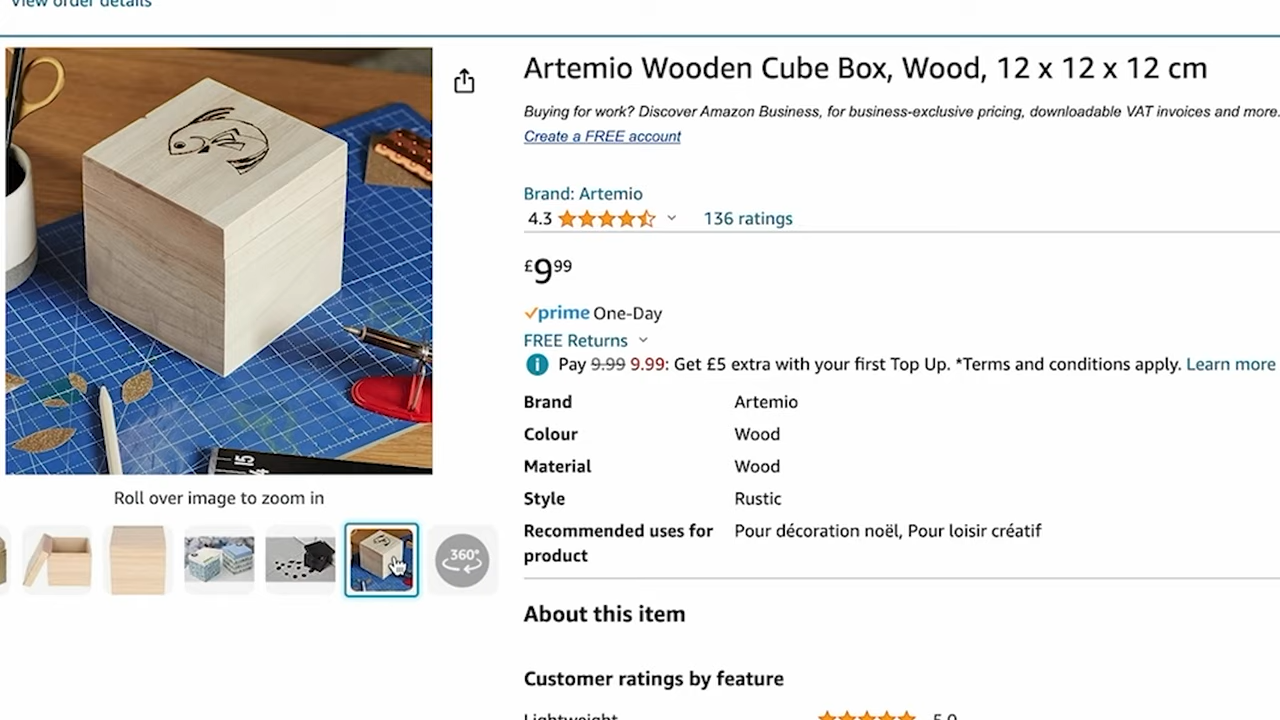 View order details
Artemio Wooden Cube Box, Wood, 12 x 12 x 12 cm
Buying for work? Discover Amazon Business, for business-exclusive pricing, downloadable VAT invoices and more.
Create a FREE account
Brand: Artemio
4.3 136 ratings
£9 99
prime One-Day
FREE Returns
i Pay 9.99 9.99: Get £5 extra with your first Top Up. *Terms and conditions apply. Learn more
Brand Artemio
Colour Wood
Material Wood
Style Rustic
Recommended uses for Pour décoration noël, Pour loisir créatif
product
About this item
Customer ratings by feature
Lightweight 5.0
15
Roll over image to zoom in
360°